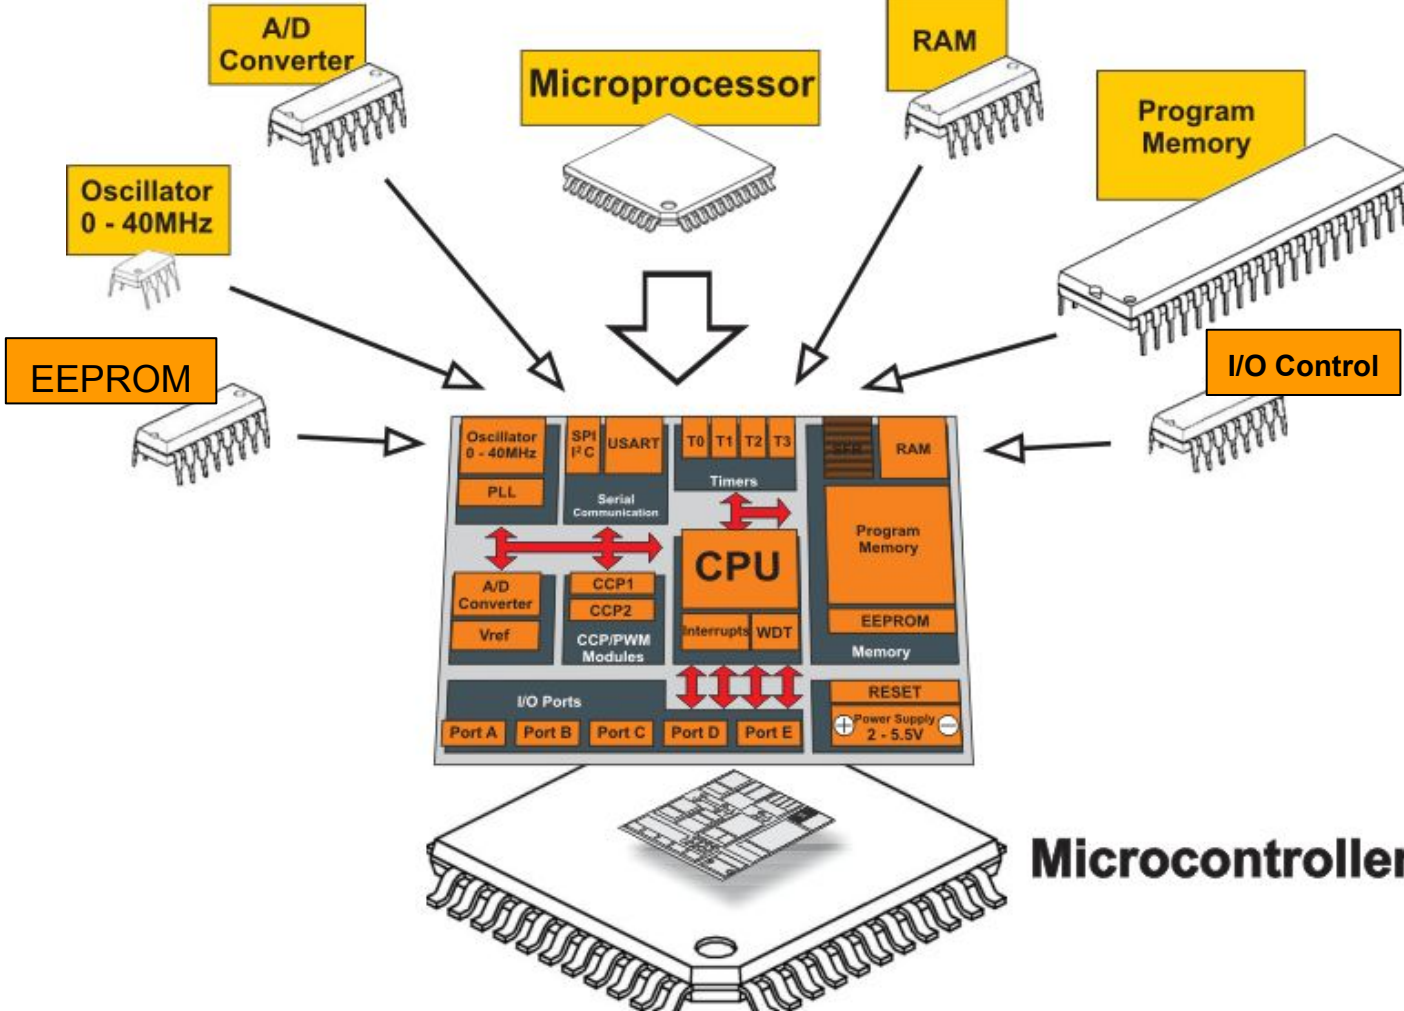 A/D
Converter
Microprocessor
RAM
Program
Memory
Oscillator
0 - 40MHz
EEPROM
I/O Control
Oscillator
0 - 40MHz
PLL
SPI
I²C
USART
Serial
Communication
T0 T1 T2 T3
Timers
SFR
RAM
Program
Memory
EEPROM
Memory
A/D
Converter
Vref
CCP1
CCP2
CCP/PWM
Modules
CPU
Interrupts
WDT
I/O Ports
Port A
Port B
Port C
Port D
Port E
RESET
+ Power Supply −
2 - 5.5V
Microcontroller